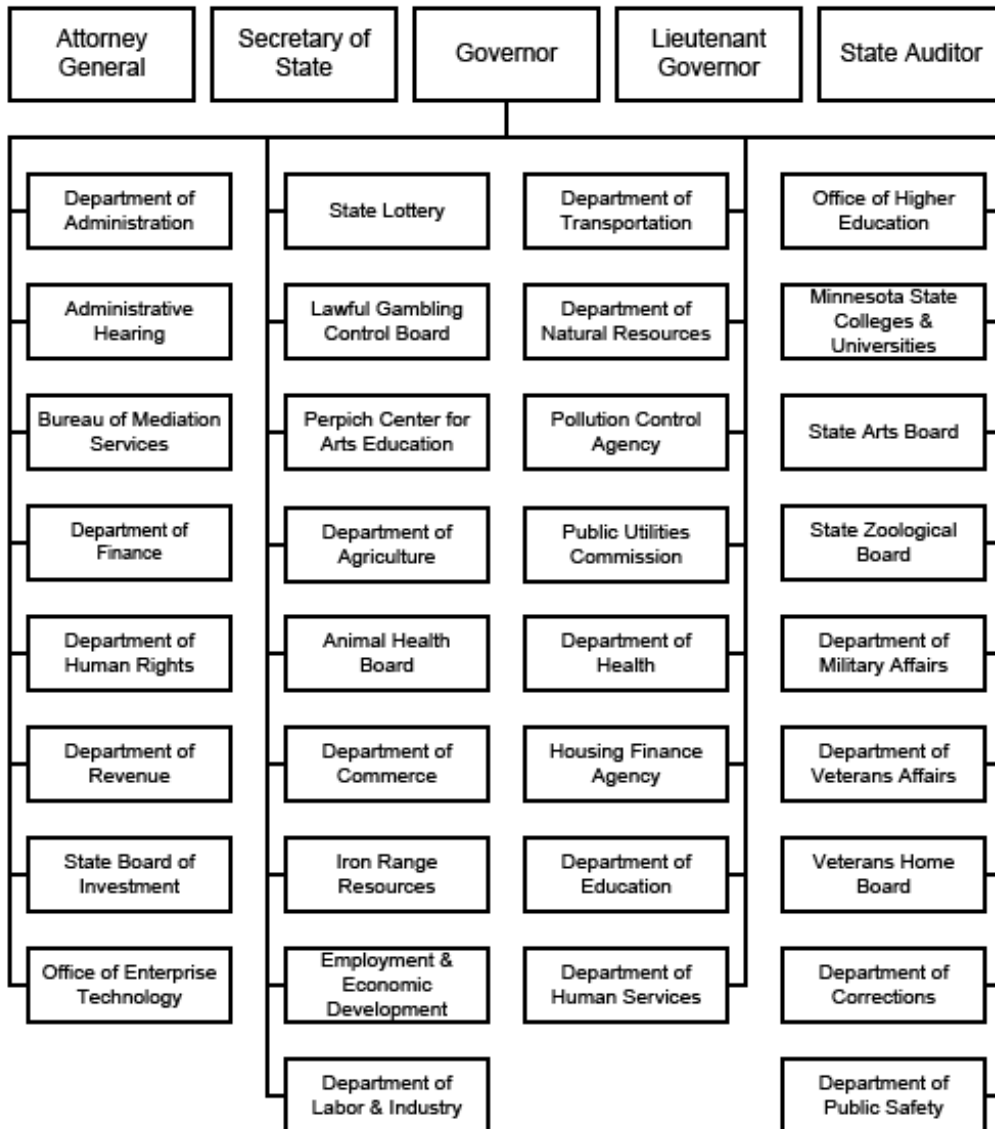 Attorney
General
Secretary of
State
Governor
Lieutenant
Governor
State Auditor
Department of
Administration
Administrative
Hearing
Bureau of Mediation
Services
Department of
Finance
Department of
Human Rights
Department of
Revenue
State Board of
Investment
Office of Enterprise
Technology
State Lottery
Lawful Gambling
Control Board
Perpich Center for
Arts Education
Department of
Agriculture
Animal Health
Board
Department of
Commerce
Iron Range
Resources
Employment &
Economic
Development
Department of
Labor & Industry
Department of
Transportation
Department of
Natural Resources
Pollution Control
Agency
Public Utilities
Commission
Department of
Health
Housing Finance
Agency
Department of
Education
Department of
Human Services
Office of Higher
Education
Minnesota State
Colleges &
Universities
State Arts Board
State Zoological
Board
Department of
Military Affairs
Department of
Veterans Affairs
Veterans Home
Board
Department of
Corrections
Department of
Public Safety